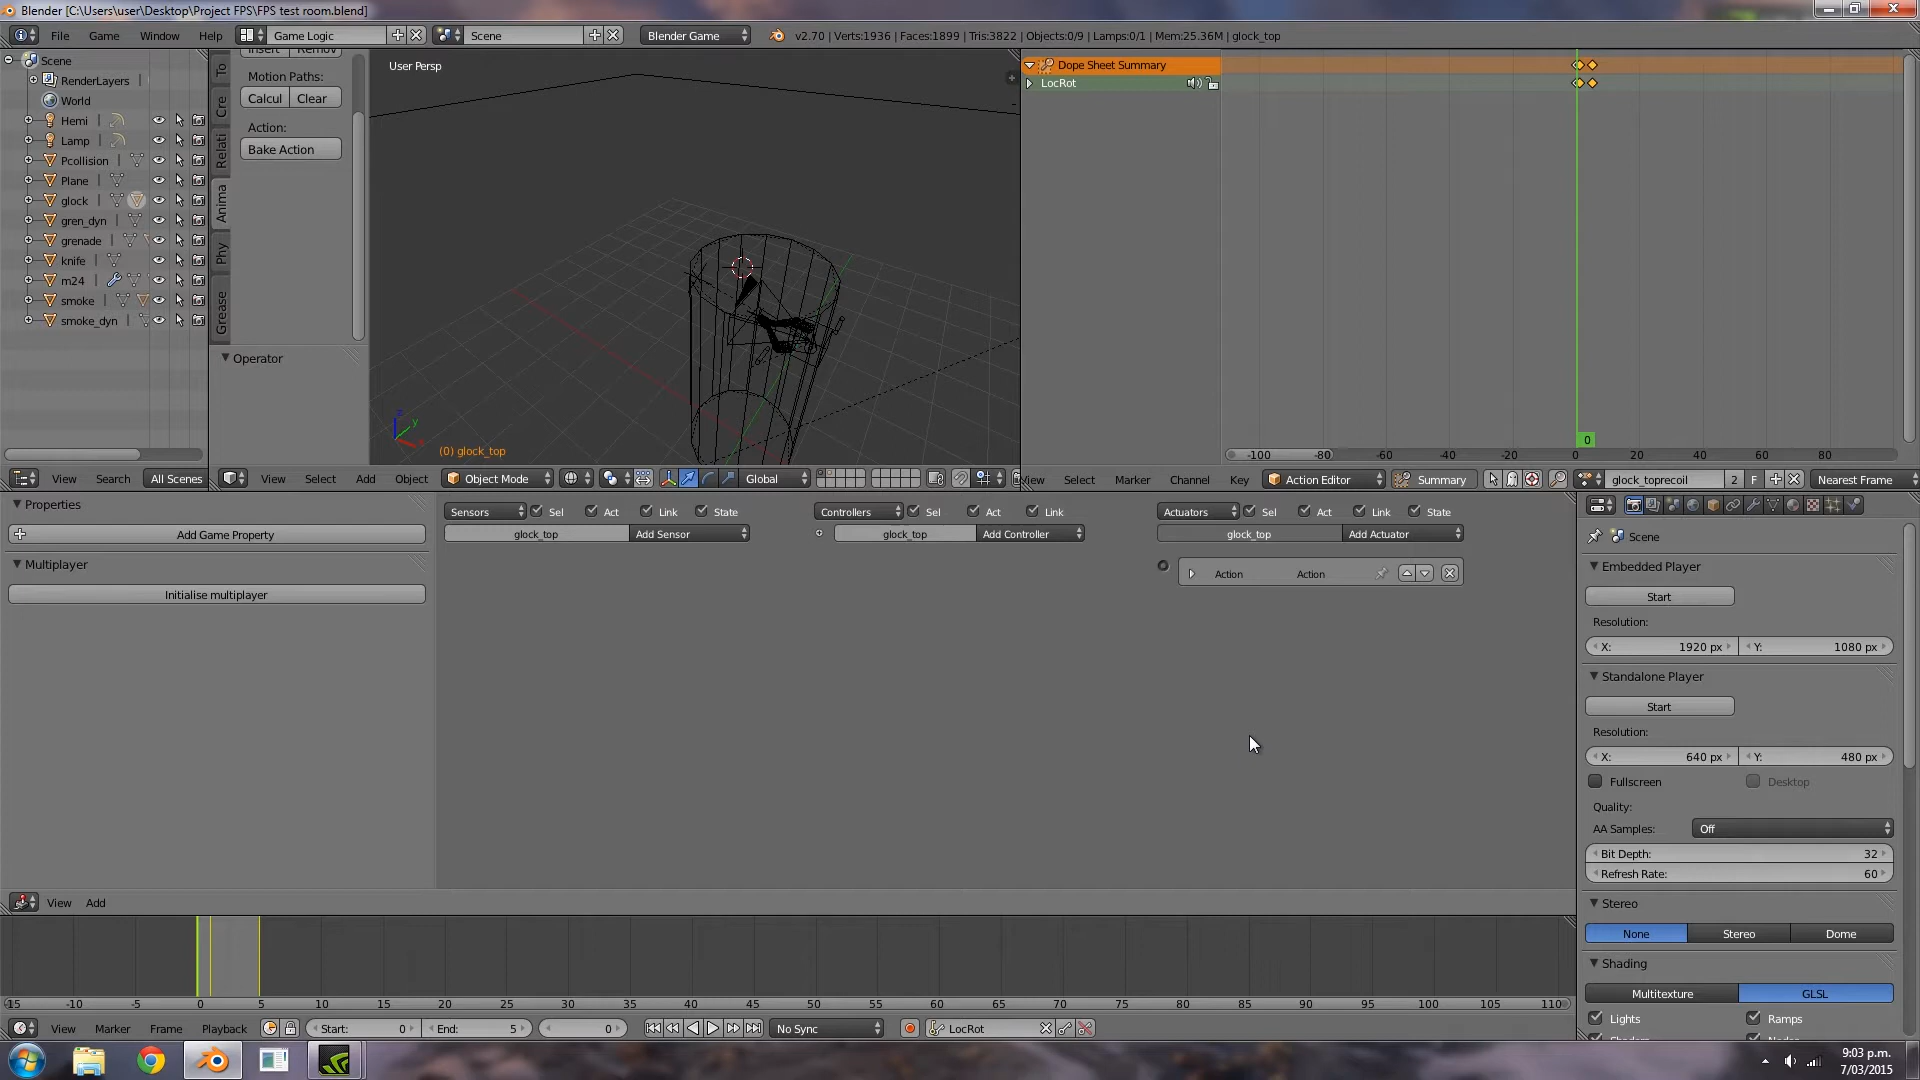 Blender [C:\Users\user\Desktop\Project FPS\FPS test room.blend]
File Game Window Help Game Logic Scene Blender Game v2.70 | Verts:1936 | Faces:1899 | Tris:3822 | Objects:0/9 | Lamps:0/1 | Mem:25.36M | glock_top
Scene
RenderLayers
World
Hemi
Lamp
Pcollision
Plane
glock
gren_dyn
grenade
knife
m24
smoke
smoke_dyn
View Search All Scenes
To
Cre
Relati
Anima
Phy
Grease
Insert Remov
Motion Paths:
Calcul Clear
Action:
Bake Action
Operator
User Persp
z
y
x
(0) glock_top
View Select Add Object Object Mode Global
Dope Sheet Summary
LocRot
0
-100 -80 -60 -40 -20 0 20 40 60 80
View Select Marker Channel Key Action Editor Summary glock_toprecoil 2 F Nearest Frame
Properties
Add Game Property
Multiplayer
Initialise multiplayer
Sensors Sel Act Link State
glock_top Add Sensor
Controllers Sel Act Link
glock_top Add Controller
Actuators Sel Act Link State
glock_top Add Actuator
Action Action
View Add
Scene
Embedded Player
Start
Resolution:
X: 1920 px Y: 1080 px
Standalone Player
Start
Resolution:
X: 640 px Y: 480 px
Fullscreen Desktop
Quality:
AA Samples: Off
Bit Depth: 32
Refresh Rate: 60
Stereo
None Stereo Dome
Shading
Multitexture GLSL
Lights Ramps
-15 -10 -5 0 5 10 15 20 25 30 35 40 45 50 55 60 65 70 75 80 85 90 95 100 105 110
View Marker Frame Playback Start: 0 End: 5 0 No Sync LocRot
9:03 p.m.
7/03/2015